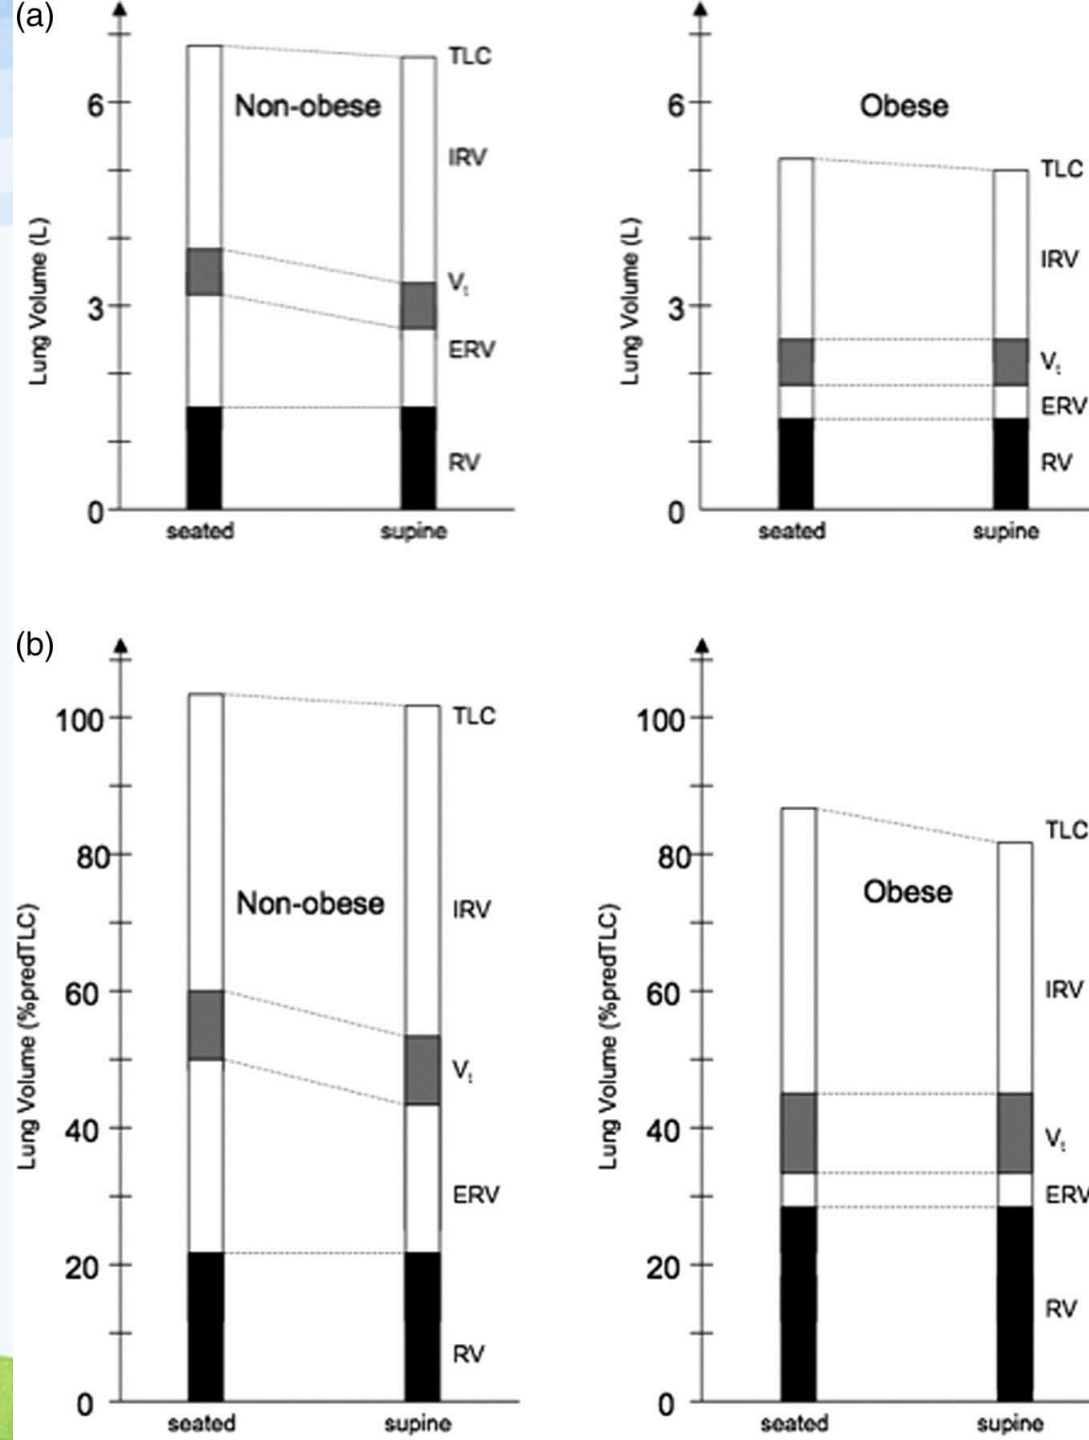 (a)
6
3
0
Lung Volume (L)
Non-obese
TLC
IRV
Vt
ERV
RV
seated supine
6
3
0
Lung Volume (L)
Obese
TLC
IRV
Vt
ERV
RV
seated supine
(b)
100
80
60
40
20
0
Lung Volume (%predTLC)
Non-obese
TLC
IRV
Vt
ERV
RV
seated supine
100
80
60
40
20
0
Lung Volume (%predTLC)
Obese
TLC
IRV
Vt
ERV
RV
seated supine